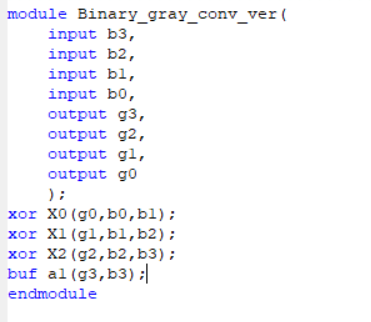 module Binary_gray_conv_ver(
input b3,
input b2,
input b1,
input b0,
output g3,
output g2,
output g1,
output g0
);
xor X0(g0,b0,b1);
xor X1(g1,b1,b2);
xor X2(g2,b2,b3);
buf a1(g3,b3);
endmodule